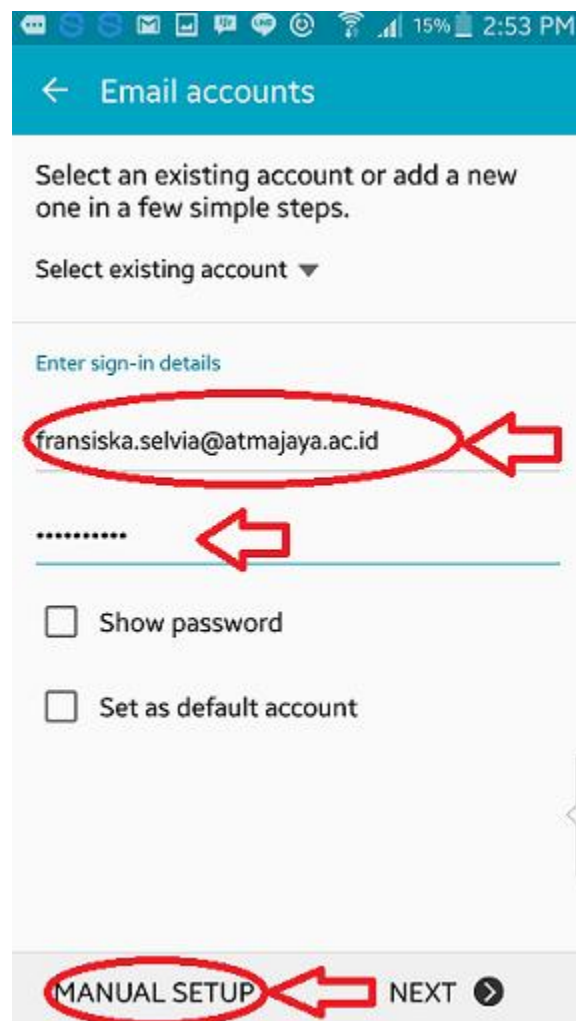 15% 2:53 PM
Email accounts
Select an existing account or add a new
one in a few simple steps.
Select existing account
Enter sign-in details
fransiska.selvia@atmajaya.ac.id
••••••••••
Show password
Set as default account
MANUAL SETUP NEXT